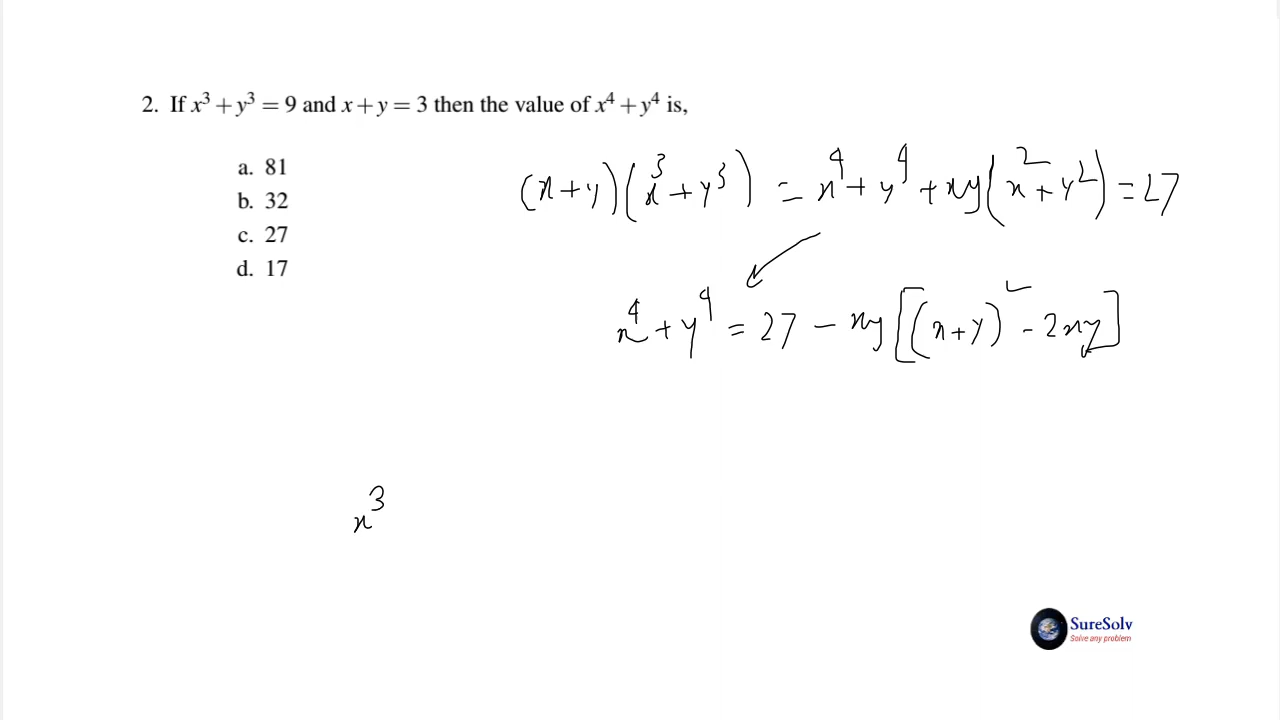 2. If x³ + y³ = 9 and x + y = 3 then the value of x⁴ + y⁴ is,
a. 81
b. 32
c. 27
d. 17
(x+y)(x³+y³) = x⁴+y⁴+xy(x²+y²) = 27
x⁴+y⁴ = 27 − xy[(x+y)² − 2xy]
x³
SureSolv
Solve any problem